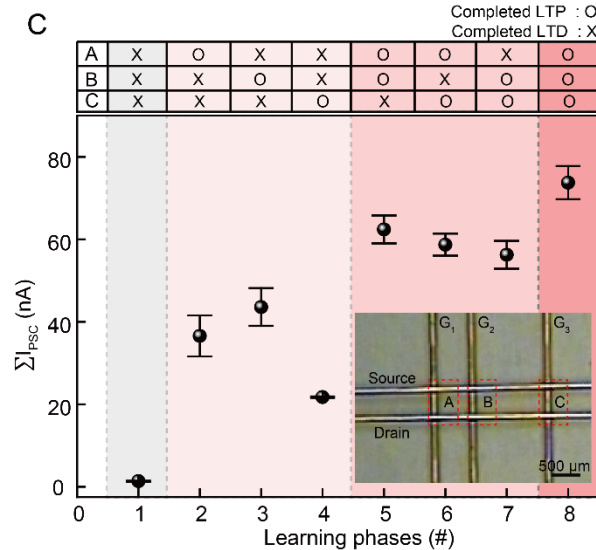 C
Completed LTP : O
Completed LTD : X
A X O X X O O X O
B X X O X O X O O
C X X X O X O O O
80
60
40
20
0
ΣI_PSC (nA)
G₁ G₂ G₃
Source
A B C
Drain
500 µm
0 1 2 3 4 5 6 7 8
Learning phases (#)